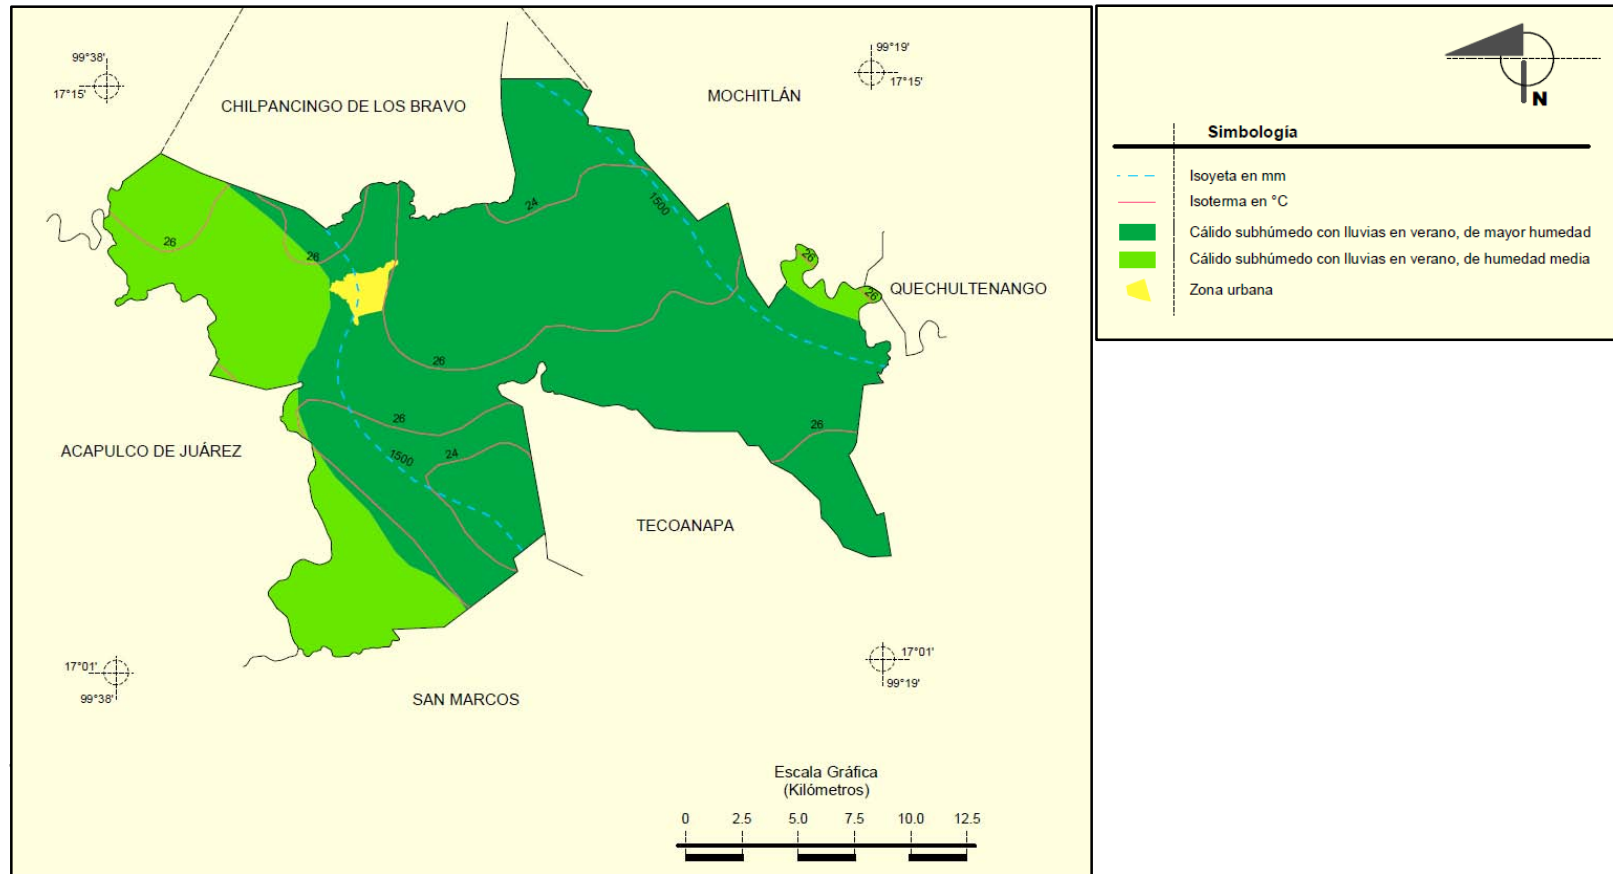 99°38'
17°15'
CHILPANCINGO DE LOS BRAVO
MOCHITLÁN
99°19'
17°15'
24
1500
26
26
26
26
QUECHULTENANGO
26
26
24
1500
26
ACAPULCO DE JUÁREZ
TECOANAPA
17°01'
99°38'
17°01'
99°19'
SAN MARCOS
Escala Gráfica
(Kilómetros)
0 2.5 5.0 7.5 10.0 12.5
N
Simbología
Isoyeta en mm
Isoterma en °C
Cálido subhúmedo con lluvias en verano, de mayor humedad
Cálido subhúmedo con lluvias en verano, de humedad media
Zona urbana